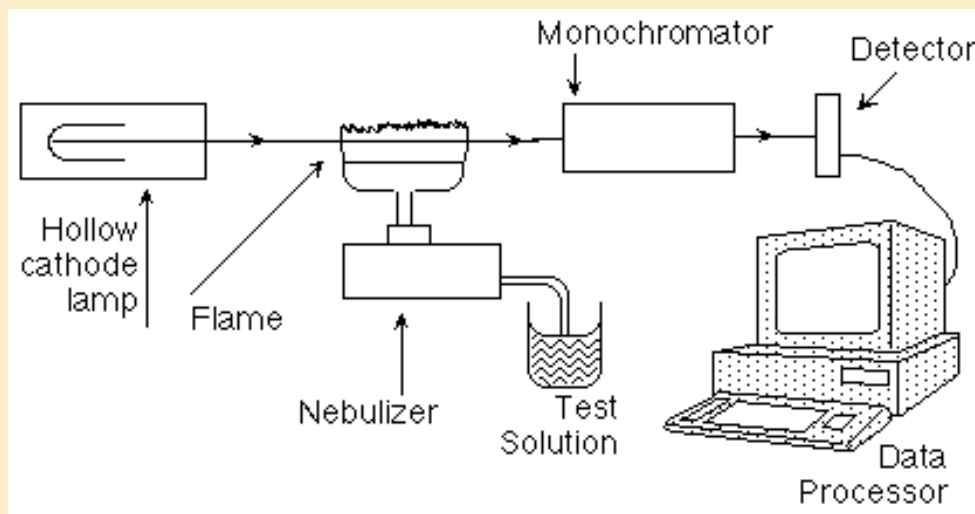 Monochromator
Detector
Hollow
cathode
lamp
Flame
Nebulizer
Test
Solution
Data
Processor